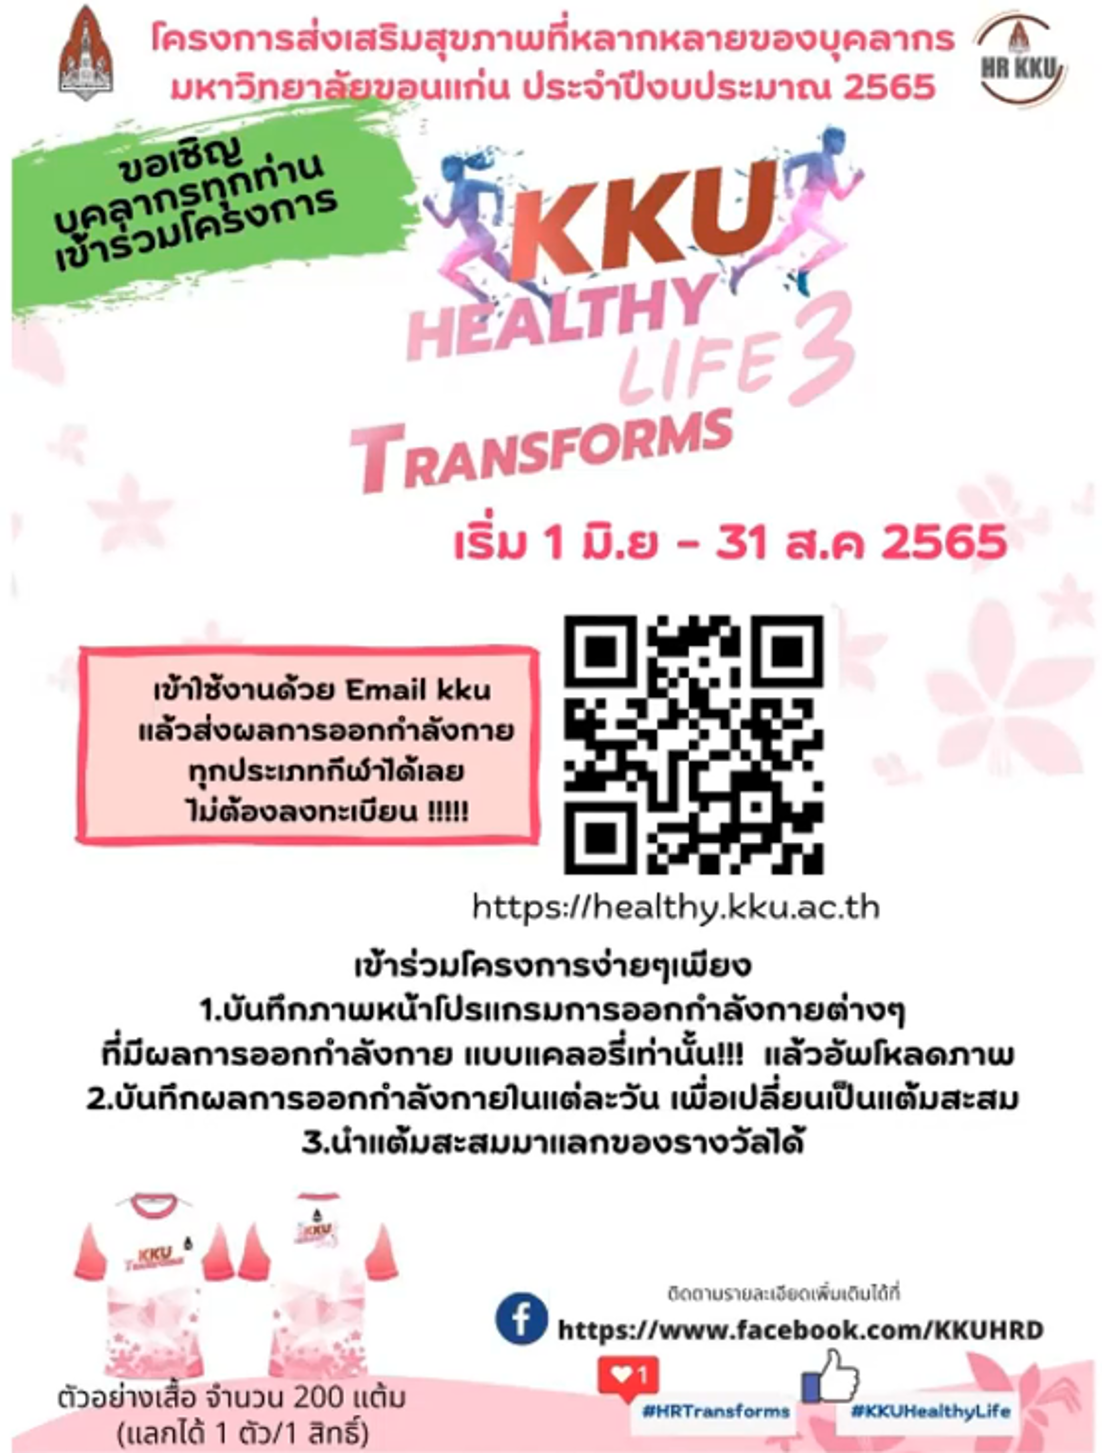 โครงการส่งเสริมสุขภาพที่หลากหลายของบุคลากร
มหาวิทยาลัยขอนแก่น ประจำปีงบประมาณ 2565
HR KKU
ขอเชิญ
บุคลากรทุกท่าน
เข้าร่วมโครงการ
KKU
HEALTHY
LIFE 3
TRANSFORMS
เริ่ม 1 มิ.ย - 31 ส.ค 2565
เข้าใช้งานด้วย Email kku
แล้วส่งผลการออกกำลังกาย
ทุกประเภทกีฬาได้เลย
ไม่ต้องลงทะเบียน !!!!!
https://healthy.kku.ac.th
เข้าร่วมโครงการง่ายๆเพียง
1.บันทึกภาพหน้าโปรแกรมการออกกำลังกายต่างๆ
ที่มีผลการออกกำลังกาย แบบแคลอรี่เท่านั้น!!! แล้วอัพโหลดภาพ
2.บันทึกผลการออกกำลังกายในแต่ละวัน เพื่อเปลี่ยนเป็นแต้มสะสม
3.นำแต้มสะสมมาแลกของรางวัลได้
KKU
TRANSFORMS
KKU
ตัวอย่างเสื้อ จำนวน 200 แต้ม
(แลกได้ 1 ตัว/1 สิทธิ์)
ติดตามรายละเอียดเพิ่มเติมได้ที่
https://www.facebook.com/KKUHRD
1
#HRTransforms
#KKUHealthyLife